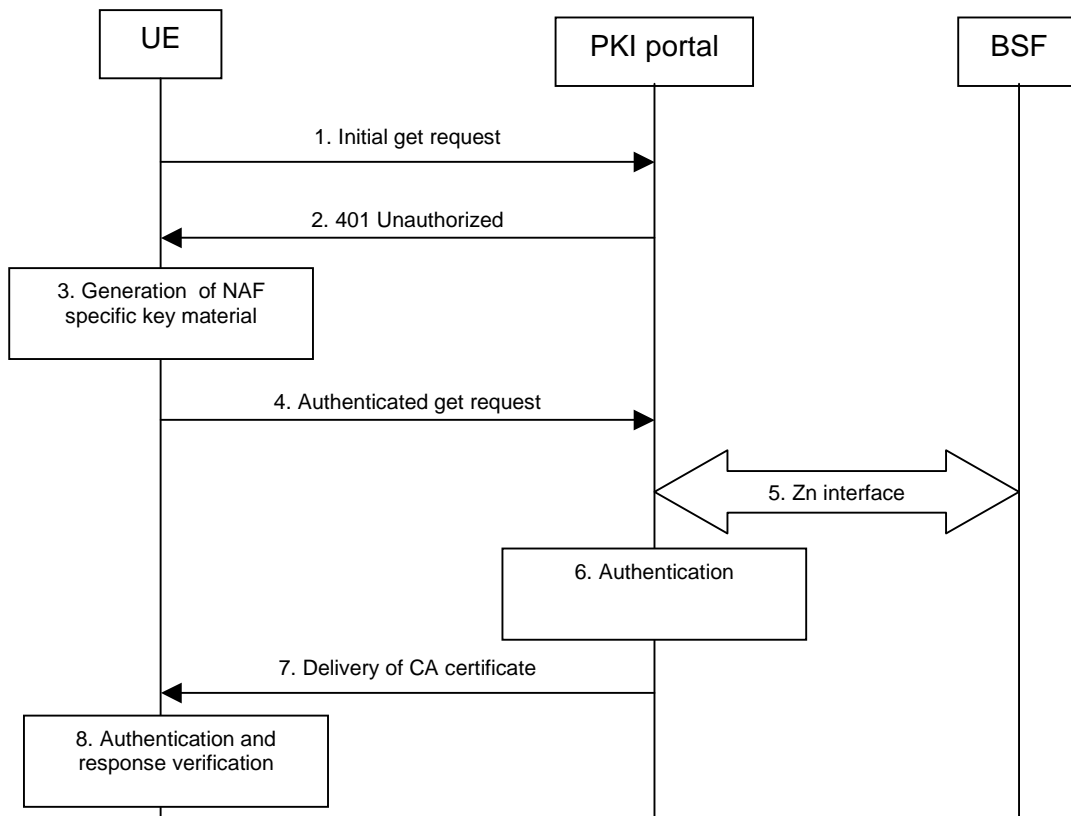 UE
PKI portal
BSF
1. Initial get request
2. 401 Unauthorized
3. Generation of NAF
specific key material
4. Authenticated get request
5. Zn interface
6. Authentication
7. Delivery of CA certificate
8. Authentication and
response verification